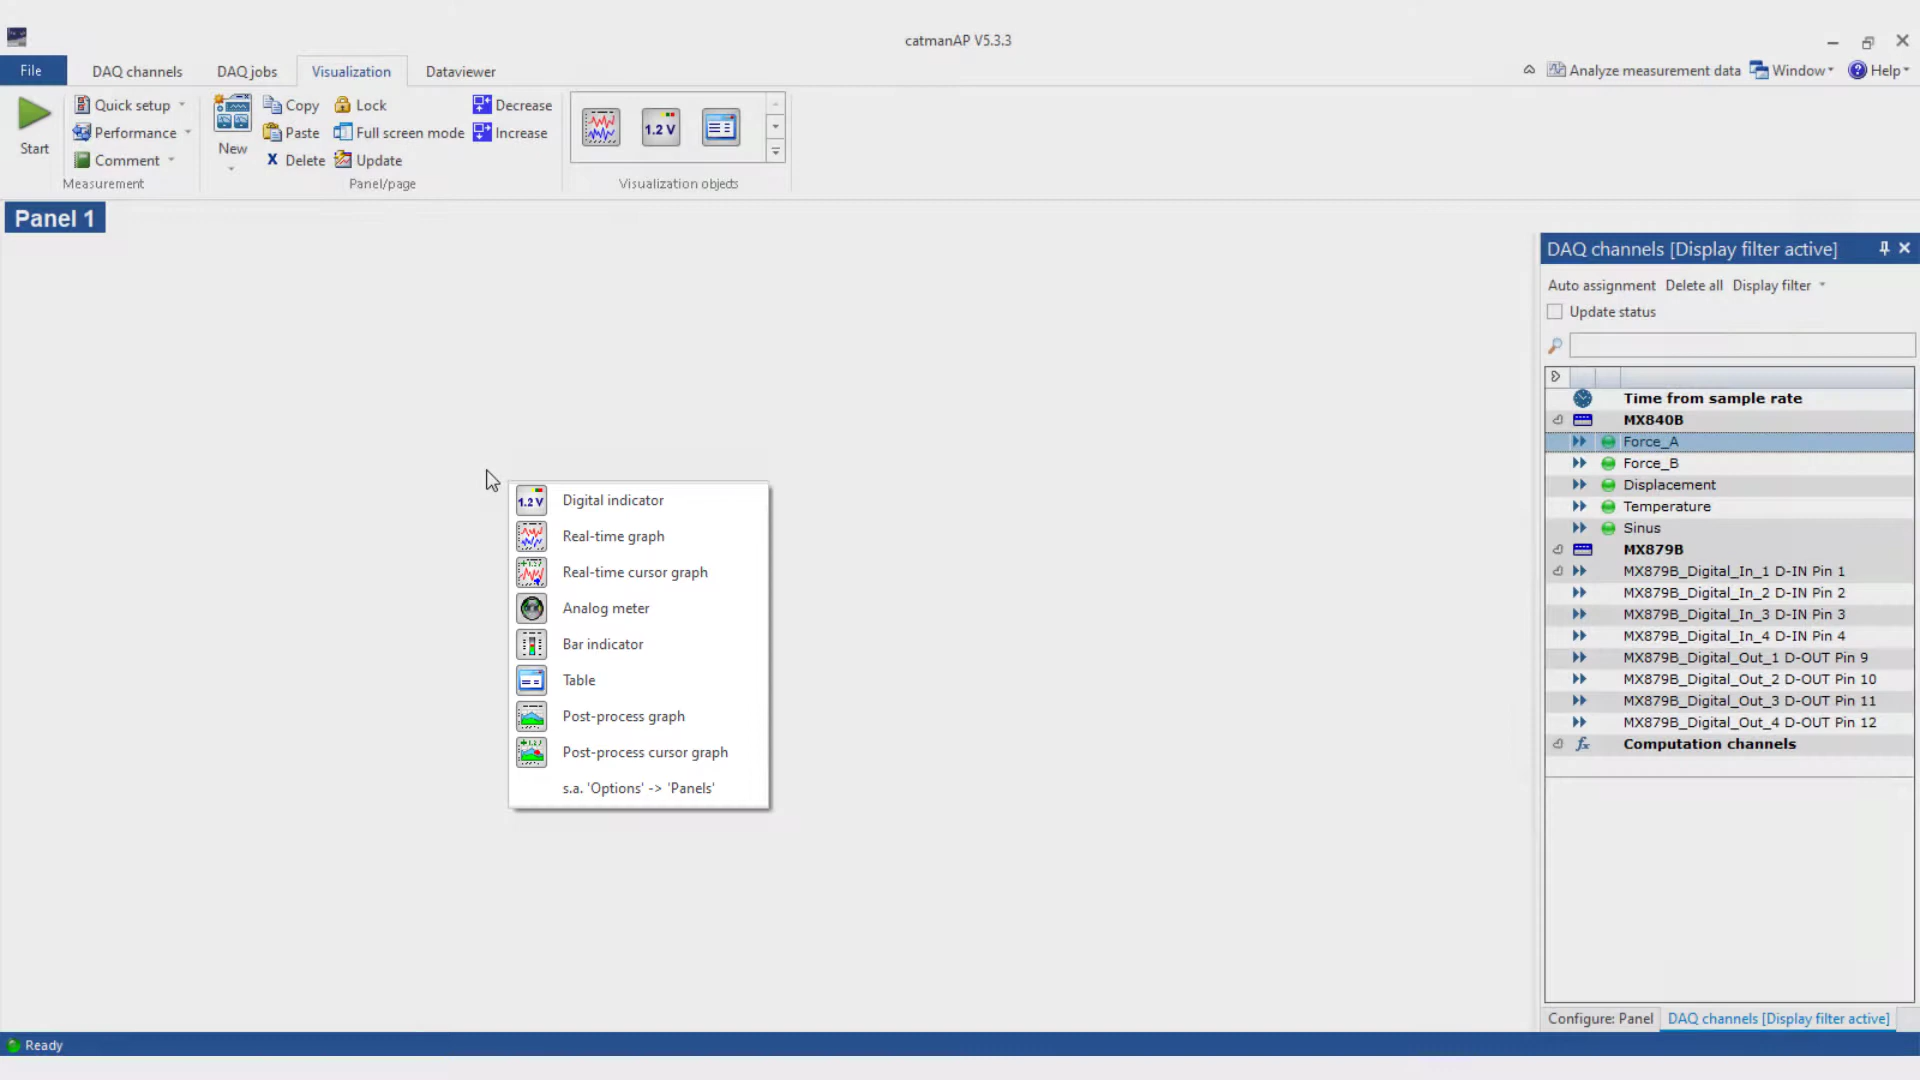 catmanAP V5.3.3
File
DAQ channels
DAQ jobs
Visualization
Dataviewer
Analyze measurement data
Window
Help
Start
Quick setup
Performance
Comment
Measurement
New
Copy
Paste
X Delete
Lock
Full screen mode
Update
Decrease
Increase
Panel/page
1.2 V
Visualization objects
Panel 1
DAQ channels [Display filter active]
Auto assignment Delete all Display filter
Update status
Time from sample rate
MX840B
Force_A
Force_B
Displacement
Temperature
Sinus
MX879B
MX879B_Digital_In_1 D-IN Pin 1
MX879B_Digital_In_2 D-IN Pin 2
MX879B_Digital_In_3 D-IN Pin 3
MX879B_Digital_In_4 D-IN Pin 4
MX879B_Digital_Out_1 D-OUT Pin 9
MX879B_Digital_Out_2 D-OUT Pin 10
MX879B_Digital_Out_3 D-OUT Pin 11
MX879B_Digital_Out_4 D-OUT Pin 12
fx Computation channels
1.2 V Digital indicator
Real-time graph
Real-time cursor graph
Analog meter
Bar indicator
Table
Post-process graph
Post-process cursor graph
s.a. 'Options' -> 'Panels'
Configure: Panel
DAQ channels [Display filter active]
Ready